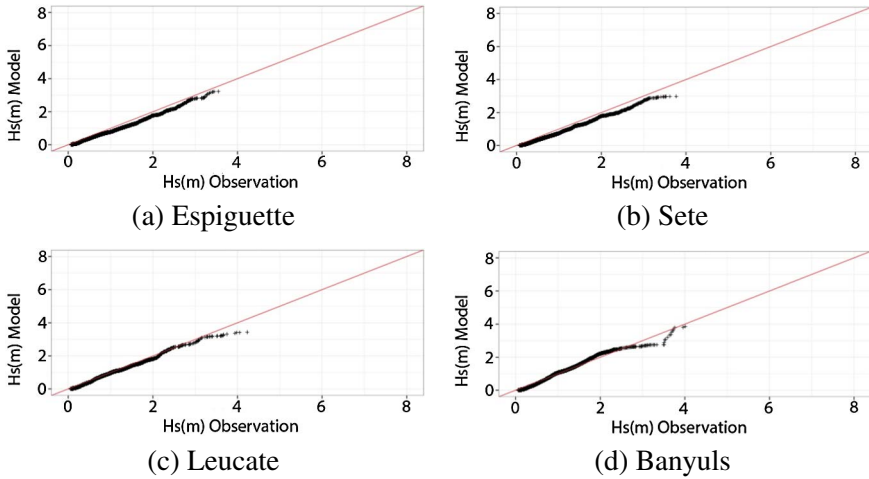 8
6
4
2
0
Hs(m) Model
0 2 4 6 8
Hs(m) Observation
(a) Espiguette
8
6
4
2
0
Hs(m) Model
0 2 4 6 8
Hs(m) Observation
(b) Sete
8
6
4
2
0
Hs(m) Model
0 2 4 6 8
Hs(m) Observation
(c) Leucate
8
6
4
2
0
Hs(m) Model
0 2 4 6 8
Hs(m) Observation
(d) Banyuls